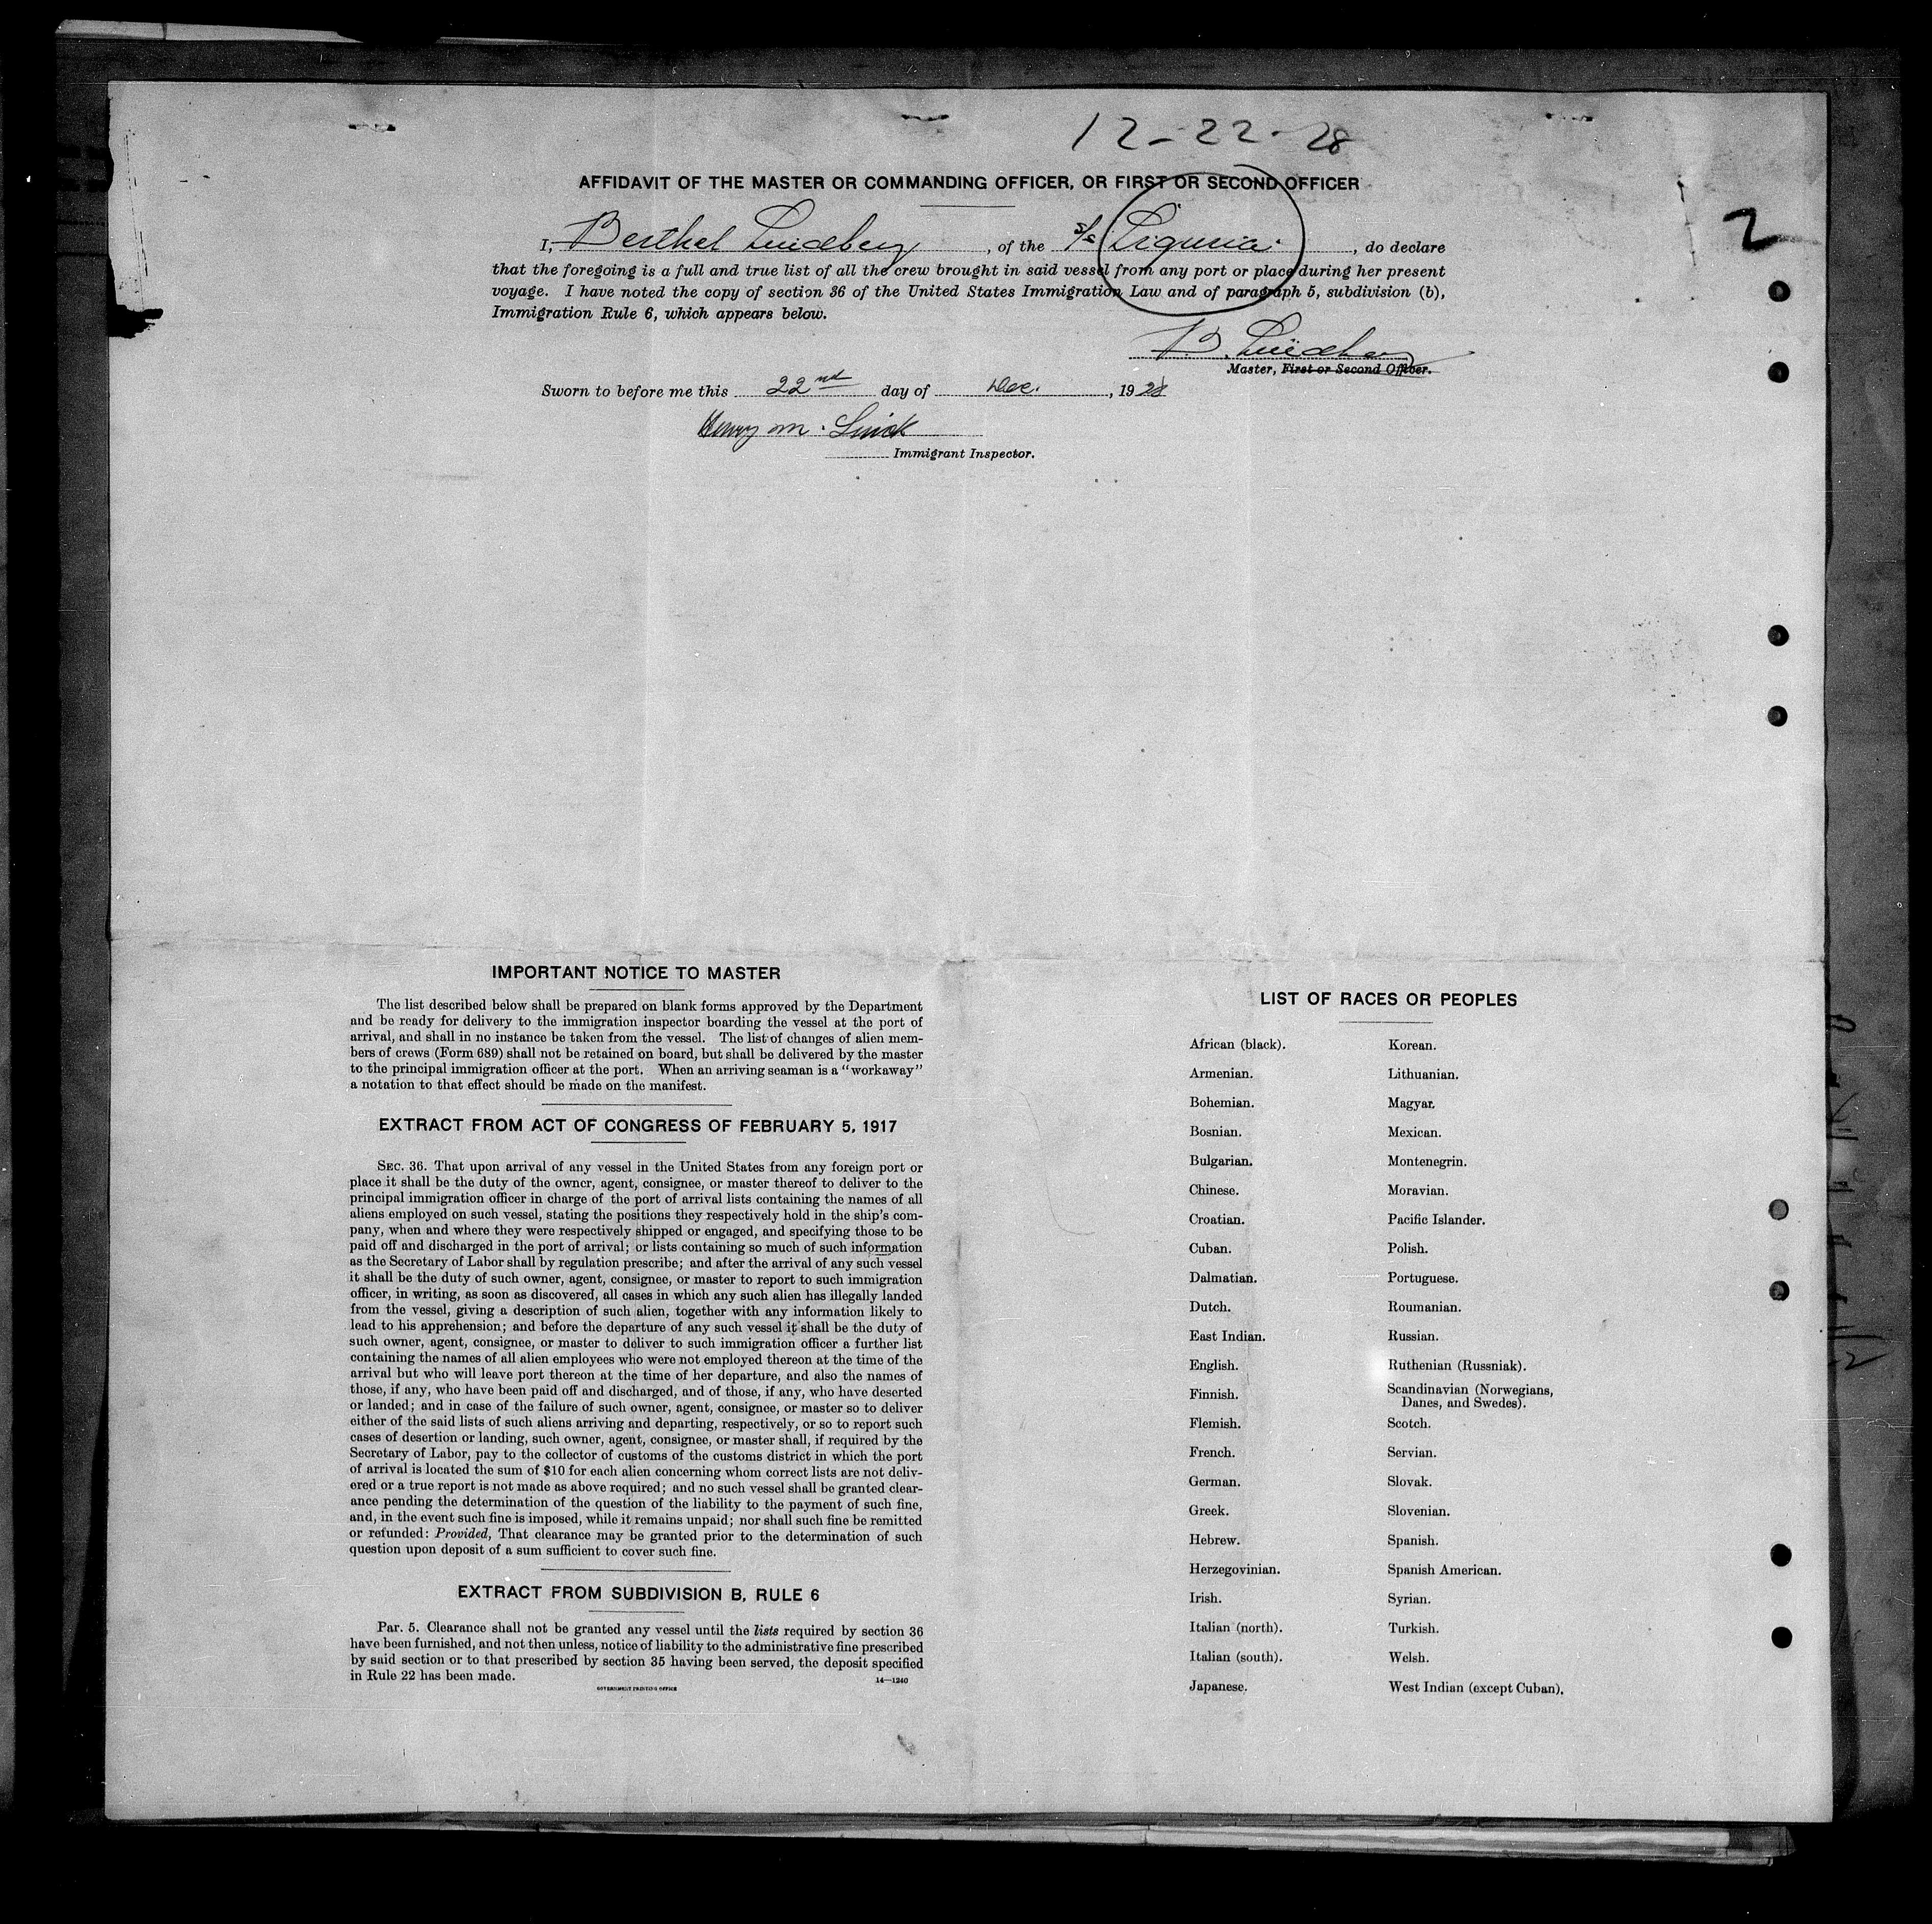 12-22-28
2
AFFIDAVIT OF THE MASTER OR COMMANDING OFFICER, OR FIRST OR SECOND OFFICER
I, Berthel Lindberg, of the s/s Liguria, do declare
that the foregoing is a full and true list of all the crew brought in said vessel from any port or place during her present
voyage. I have noted the copy of section 36 of the United States Immigration Law and of paragraph 5, subdivision (b),
Immigration Rule 6, which appears below.
B. Lindberg
Master, First or Second Officer.
Sworn to before me this 22nd day of Dec., 1928
Henry M.
Immigrant Inspector.
IMPORTANT NOTICE TO MASTER
The list described below shall be prepared on blank forms approved by the Department
and be ready for delivery to the immigration inspector boarding the vessel at the port of
arrival, and shall in no instance be taken from the vessel. The list of changes of alien mem-
bers of crews (Form 689) shall not be retained on board, but shall be delivered by the master
to the principal immigration officer at the port. When an arriving seaman is a "workaway"
a notation to that effect should be made on the manifest.
EXTRACT FROM ACT OF CONGRESS OF FEBRUARY 5, 1917
SEC. 36. That upon arrival of any vessel in the United States from any foreign port or
place it shall be the duty of the owner, agent, consignee, or master thereof to deliver to the
principal immigration officer in charge of the port of arrival lists containing the names of all
aliens employed on such vessel, stating the positions they respectively hold in the ship's com-
pany, when and where they were respectively shipped or engaged, and specifying those to be
paid off and discharged in the port of arrival; or lists containing so much of such information
as the Secretary of Labor shall by regulation prescribe; and after the arrival of any such vessel
it shall be the duty of such owner, agent, consignee, or master to report to such immigration
officer, in writing, as soon as discovered, all cases in which any such alien has illegally landed
from the vessel, giving a description of such alien, together with any information likely to
lead to his apprehension; and before the departure of any such vessel it shall be the duty of
such owner, agent, consignee, or master to deliver to such immigration officer a further list
containing the names of all alien employees who were not employed thereon at the time of the
arrival but who will leave port thereon at the time of her departure, and also the names of
those, if any, who have been paid off and discharged, and of those, if any, who have deserted
or landed; and in case of the failure of such owner, agent, consignee, or master so to deliver
either of the said lists of such aliens arriving and departing, respectively, or so to report such
cases of desertion or landing, such owner, agent, consignee, or master shall, if required by the
Secretary of Labor, pay to the collector of customs of the customs district in which the port
of arrival is located the sum of $10 for each alien concerning whom correct lists are not deliv-
ered or a true report is not made as above required; and no such vessel shall be granted clear-
ance pending the determination of the question of the liability to the payment of such fine,
and, in the event such fine is imposed, while it remains unpaid; nor shall such fine be remitted
or refunded: Provided, That clearance may be granted prior to the determination of such
question upon deposit of a sum sufficient to cover such fine.
EXTRACT FROM SUBDIVISION B, RULE 6
Par. 5. Clearance shall not be granted any vessel until the lists required by section 36
have been furnished, and not then unless, notice of liability to the administrative fine prescribed
by said section or to that prescribed by section 35 having been served, the deposit specified
in Rule 22 has been made.
14—1240
GOVERNMENT PRINTING OFFICE
LIST OF RACES OR PEOPLES
African (black).
Armenian.
Bohemian.
Bosnian.
Bulgarian.
Chinese.
Croatian.
Cuban.
Dalmatian.
Dutch.
East Indian.
English.
Finnish.
Flemish.
French.
German.
Greek.
Hebrew.
Herzegovinian.
Irish.
Italian (north).
Italian (south).
Japanese.
Korean.
Lithuanian.
Magyar.
Mexican.
Montenegrin.
Moravian.
Pacific Islander.
Polish.
Portuguese.
Roumanian.
Russian.
Ruthenian (Russniak).
Scandinavian (Norwegians,
Danes, and Swedes).
Scotch.
Servian.
Slovak.
Slovenian.
Spanish.
Spanish American.
Syrian.
Turkish.
Welsh.
West Indian (except Cuban).